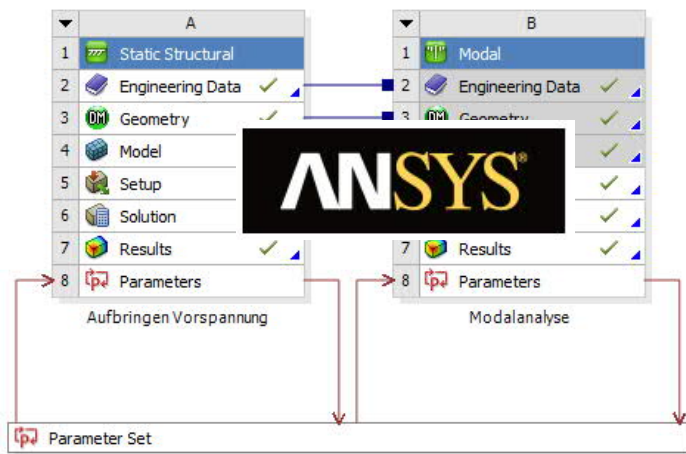 A
1 Static Structural
2 Engineering Data
3 Geometry
4 Model
5 Setup
6 Solution
7 Results
8 Parameters
Aufbringen Vorspannung
B
1 Modal
2 Engineering Data
3 Geometry
7 Results
8 Parameters
Modalanalyse
ANSYS®
Parameter Set